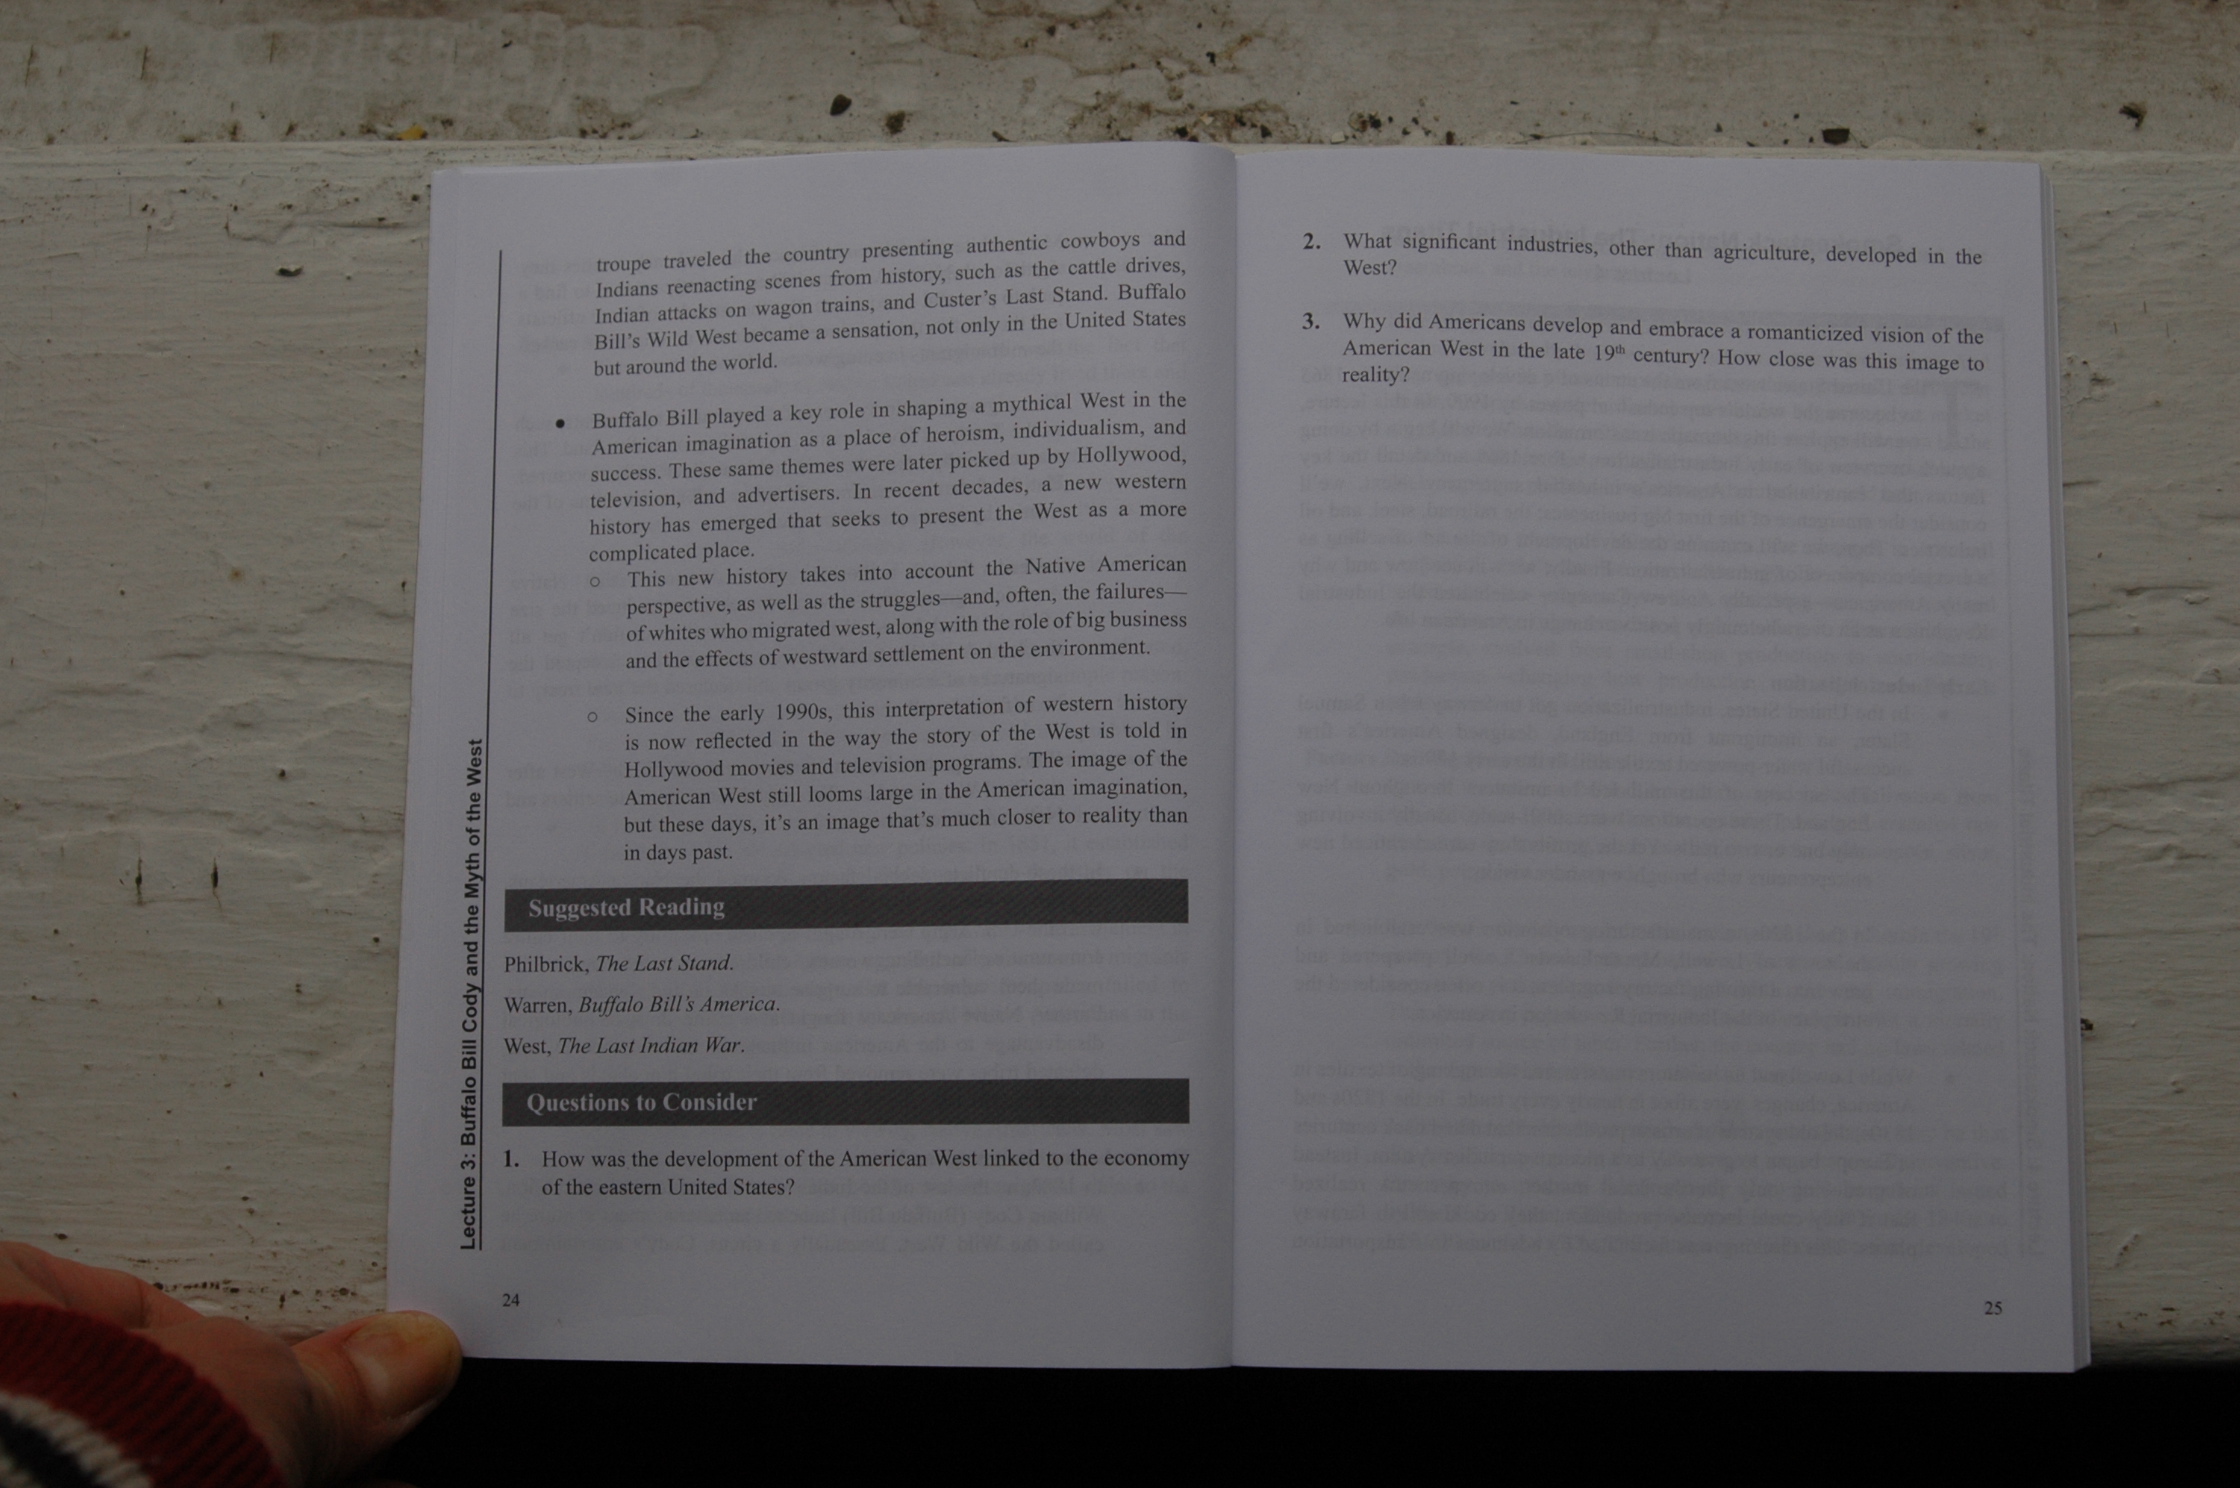 troupe traveled the country presenting authentic cowboys and
Indians reenacting scenes from history, such as the cattle drives,
Indian attacks on wagon trains, and Custer’s Last Stand. Buffalo
Bill’s Wild West became a sensation, not only in the United States
but around the world.
• Buffalo Bill played a key role in shaping a mythical West in the
American imagination as a place of heroism, individualism, and
success. These same themes were later picked up by Hollywood,
television, and advertisers. In recent decades, a new western
history has emerged that seeks to present the West as a more
complicated place.
o This new history takes into account the Native American
perspective, as well as the struggles—and, often, the failures—
of whites who migrated west, along with the role of big business
and the effects of westward settlement on the environment.
o Since the early 1990s, this interpretation of western history
is now reflected in the way the story of the West is told in
Hollywood movies and television programs. The image of the
American West still looms large in the American imagination,
but these days, it’s an image that’s much closer to reality than
in days past.
Suggested Reading
Philbrick, The Last Stand.
Warren, Buffalo Bill’s America.
West, The Last Indian War.
Questions to Consider
1. How was the development of the American West linked to the economy
of the eastern United States?
Lecture 3: Buffalo Bill Cody and the Myth of the West
24
2. What significant industries, other than agriculture, developed in the
West?
3. Why did Americans develop and embrace a romanticized vision of the
American West in the late 19th century? How close was this image to
reality?
25